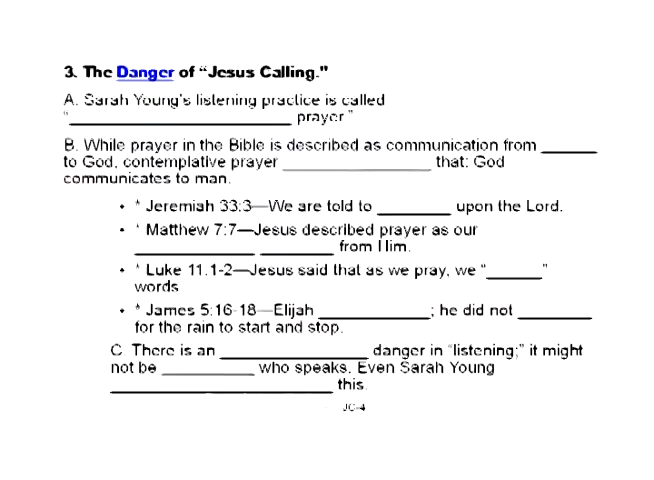 3. The Danger of “Jesus Calling."
A. Sarah Young's listening practice is called
“__________________________ prayer ”
B. While prayer in the Bible is described as communication from ______
to God, contemplative prayer _________________ that: God
communicates to man.
• * Jeremiah 33:3—We are told to ________ upon the Lord.
• * Matthew 7:7—Jesus described prayer as our
______________ ________ from Him.
• * Luke 11.1-2—Jesus said that as we pray, we “______”
words
• * James 5:16-18—Elijah _____________; he did not ________
for the rain to start and stop.
C There is an _________________ danger in “listening;” it might
not be __________ who speaks. Even Sarah Young
__________________________ this.
JC-4